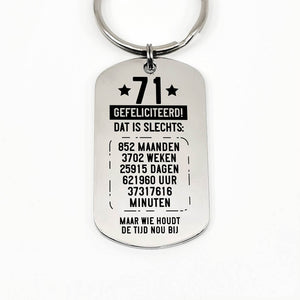 71
GEFELICITEERD!
DAT IS SLECHTS:
852 MAANDEN
3702 WEKEN
25915 DAGEN
621960 UUR
37317616
MINUTEN
MAAR WIE HOUDT
DE TIJD NOU BIJ